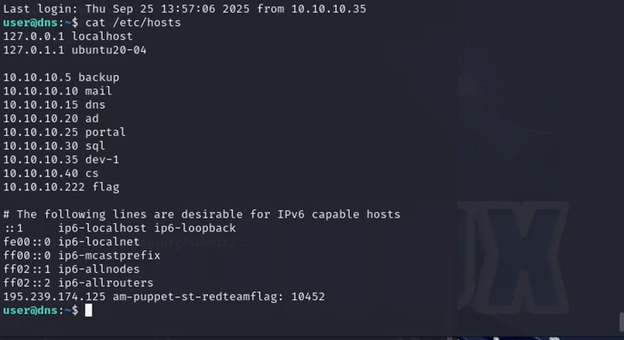 Last login: Thu Sep 25 13:57:06 2025 from 10.10.10.35
user@dns:~$ cat /etc/hosts
127.0.0.1 localhost
127.0.1.1 ubuntu20-04
10.10.10.5 backup
10.10.10.10 mail
10.10.10.15 dns
10.10.10.20 ad
10.10.10.25 portal
10.10.10.30 sql
10.10.10.35 dev-1
10.10.10.40 cs
10.10.10.222 flag
# The following lines are desirable for IPv6 capable hosts
::1     ip6-localhost ip6-loopback
fe00::0 ip6-localnet
ff00::0 ip6-mcastprefix
ff02::1 ip6-allnodes
ff02::2 ip6-allrouters
195.239.174.125 am-puppet-st-redteamflag: 10452
user@dns:~$